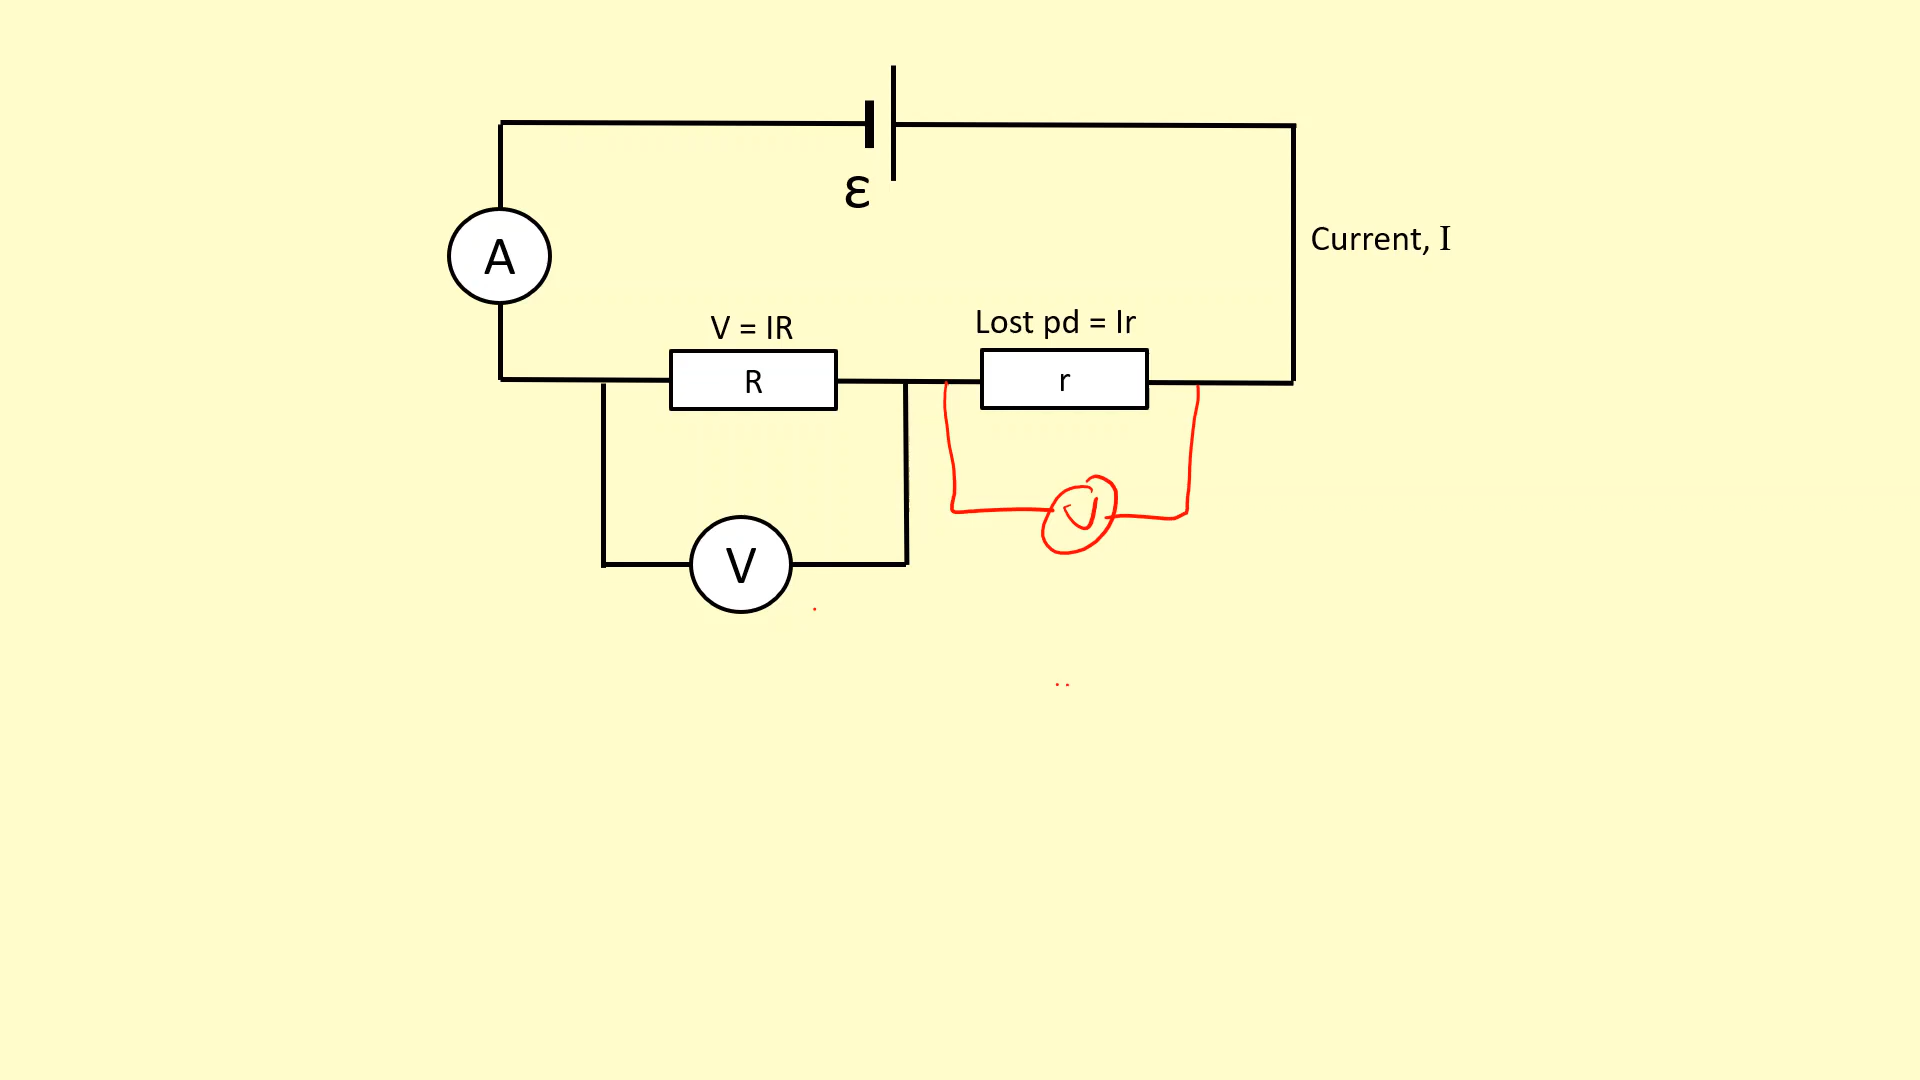 ε
Current, I
A
V = IR
Lost pd = Ir
R
r
V
V